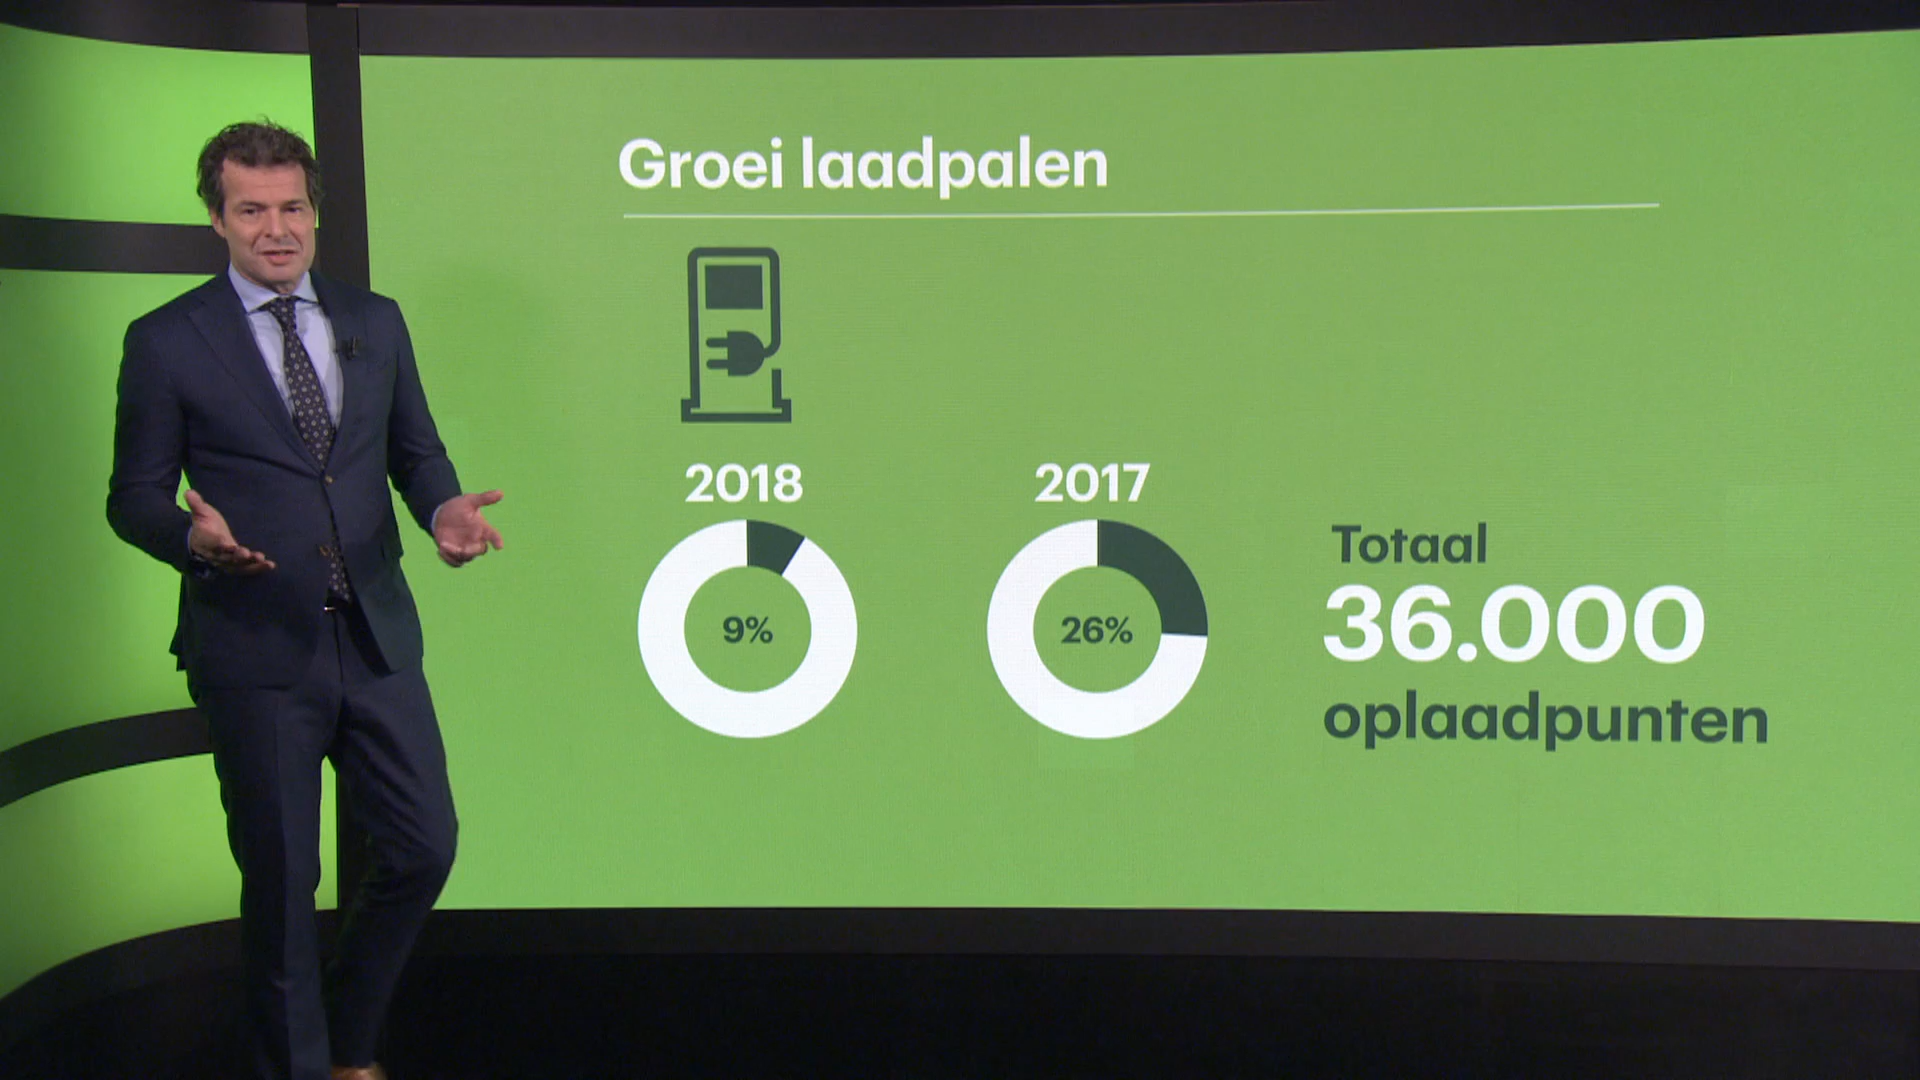 Groei laadpalen
2018
2017
9%
26%
Totaal
36.000
oplaadpunten